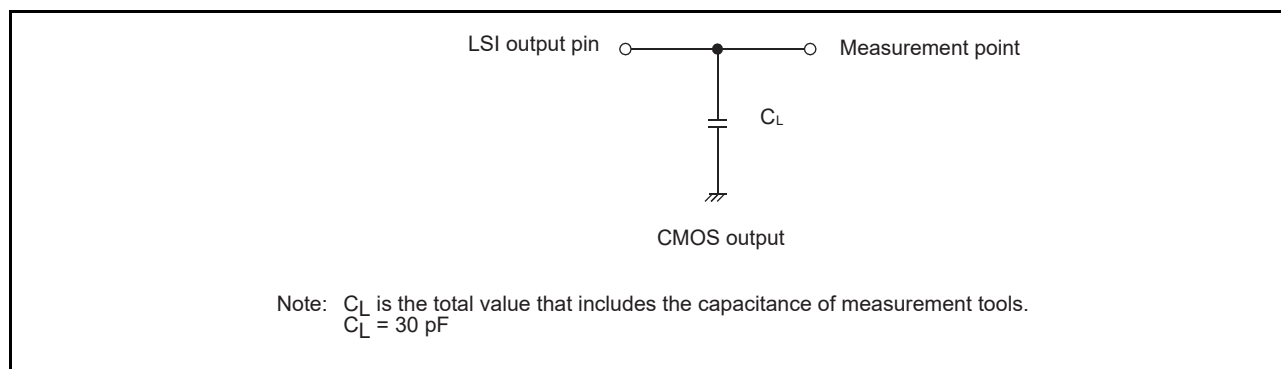 LSI output pin
Measurement point
CL
CMOS output
Note: CL is the total value that includes the capacitance of measurement tools.
CL = 30 pF